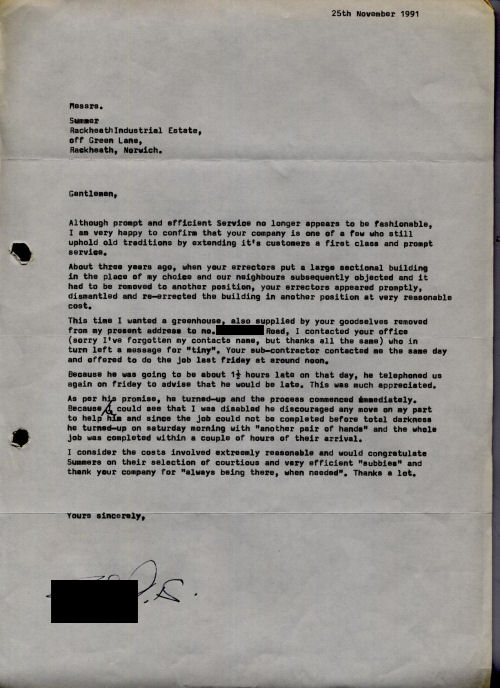 25th November 1991
Messrs.
Summer
RackheathIndustrial Estate,
off Green Lane,
Rackheath, Norwich.
Gentlemen,
Although prompt and efficient Service no longer appears to be fashionable,
I am very happy to confirm that your company is one of a few who still
uphold old traditions by extending it's customers a first class and prompt
service.
About three years ago, when your errectors put a large sectional building
in the place of my choice and our neighbours subsequently objected and it
had to be removed to another position, your errectors appeared promptly,
dismantled and re-errected the building in another position at very reasonable
cost.
This time I wanted a greenhouse, also supplied by your goodselves removed
from my present address to no. Road, I contacted your office
(sorry I've forgotten my contacts name, but thanks all the same) who in
turn left a message for "tiny". Your sub-contractor contacted me the same day
and offered to do the job last friday at around noon.
Because he was going to be about 1½ hours late on that day, he telephoned us
again on friday to advise that he would be late. This was much appreciated.
As per his promise, he turned-up and the process commenced immediately.
Because could see that I was disabled he discouraged any move on my part
to help him and since the job could not be completed before total darkness
he turned-up on saturday morning with "another pair of hands" and the whole
job was completed within a couple of hours of their arrival.
I consider the costs involved extremely reasonable and would congratulate
Summers on their selection of courtious and very efficient "subbies" and
thank your company for "always being there, when needed". Thanks a lot.
Yours sincerely,